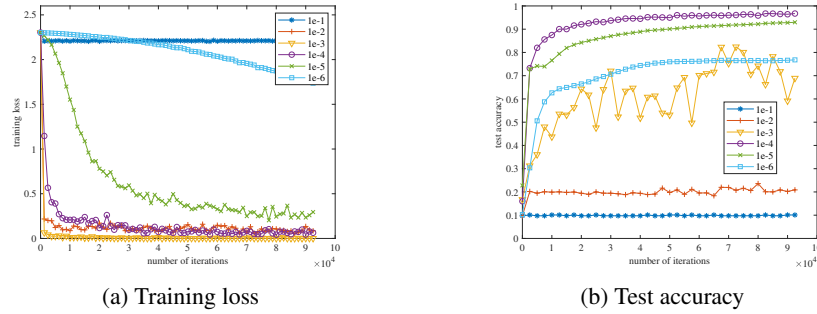 2.5
2
1.5
1
0.5
0
training loss
0 1 2 3 4 5 6 7 8 9 10
number of iterations
×10⁴
1e-1
1e-2
1e-3
1e-4
1e-5
1e-6
(a) Training loss
1
0.9
0.8
0.7
0.6
0.5
0.4
0.3
0.2
0.1
0
test accuracy
0 1 2 3 4 5 6 7 8 9 10
number of iterations
×10⁴
1e-1
1e-2
1e-3
1e-4
1e-5
1e-6
(b) Test accuracy